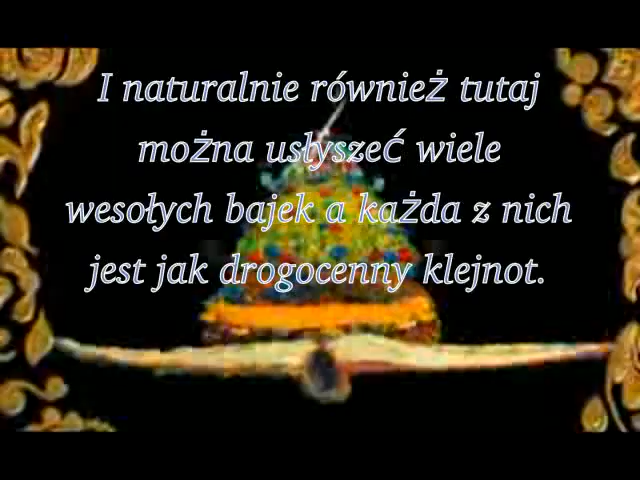 I naturalnie również tutaj
można usłyszeć wiele
wesołych bajek a każda z nich
jest jak drogocenny klejnot.